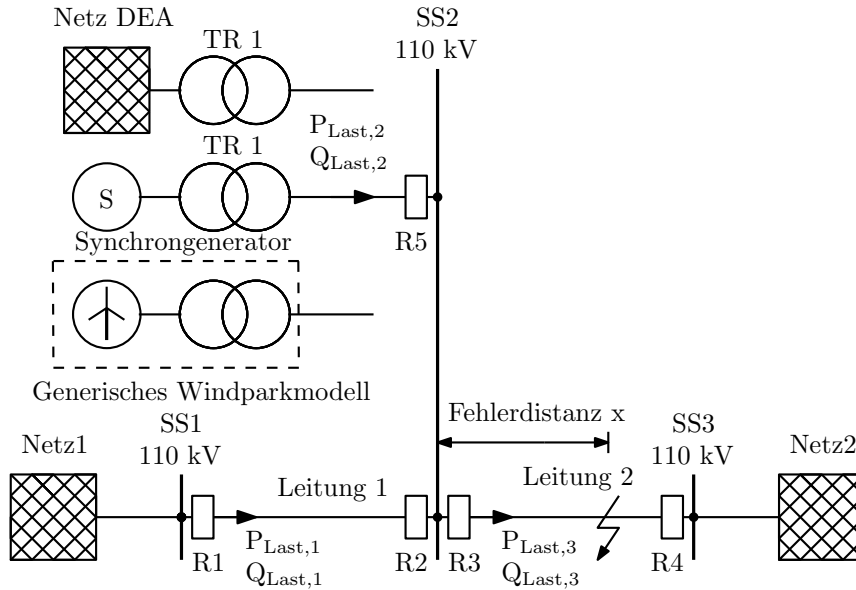 Netz DEA
TR 1
SS2
110 kV
P_Last,2
Q_Last,2
TR 1
S
R5
Synchrongenerator
Generisches Windparkmodell
Fehlerdistanz x
Netz1
SS1
110 kV
Leitung 1
Leitung 2
SS3
110 kV
Netz2
R1
P_Last,1
Q_Last,1
R2
R3
P_Last,3
Q_Last,3
R4